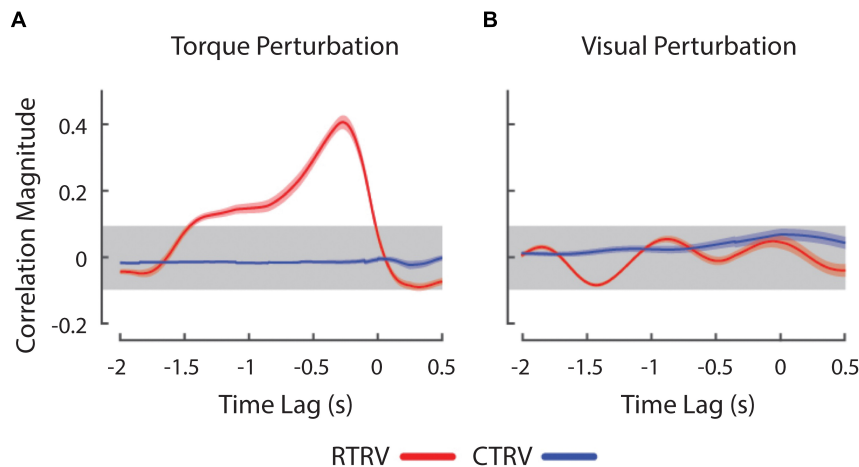 A
B
Torque Perturbation
Visual Perturbation
Correlation Magnitude
0.4
0.2
0
-0.2
-2 -1.5 -1 -0.5 0 0.5
-2 -1.5 -1 -0.5 0 0.5
Time Lag (s)
Time Lag (s)
RTRV CTRV